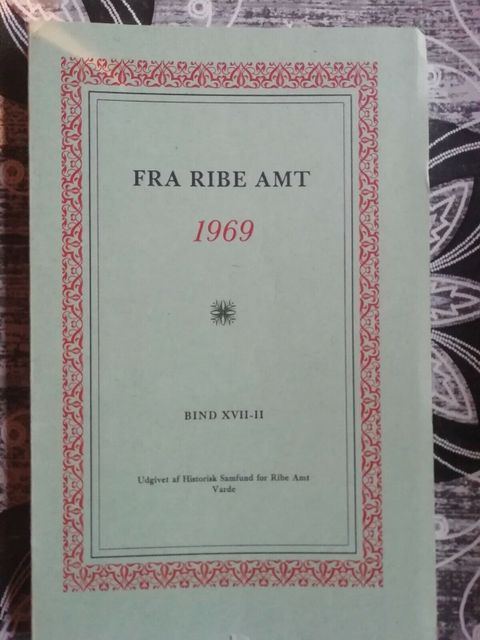 FRA RIBE AMT
1969
BIND XVII-II
Udgivet af Historisk Samfund for Ribe Amt
Varde